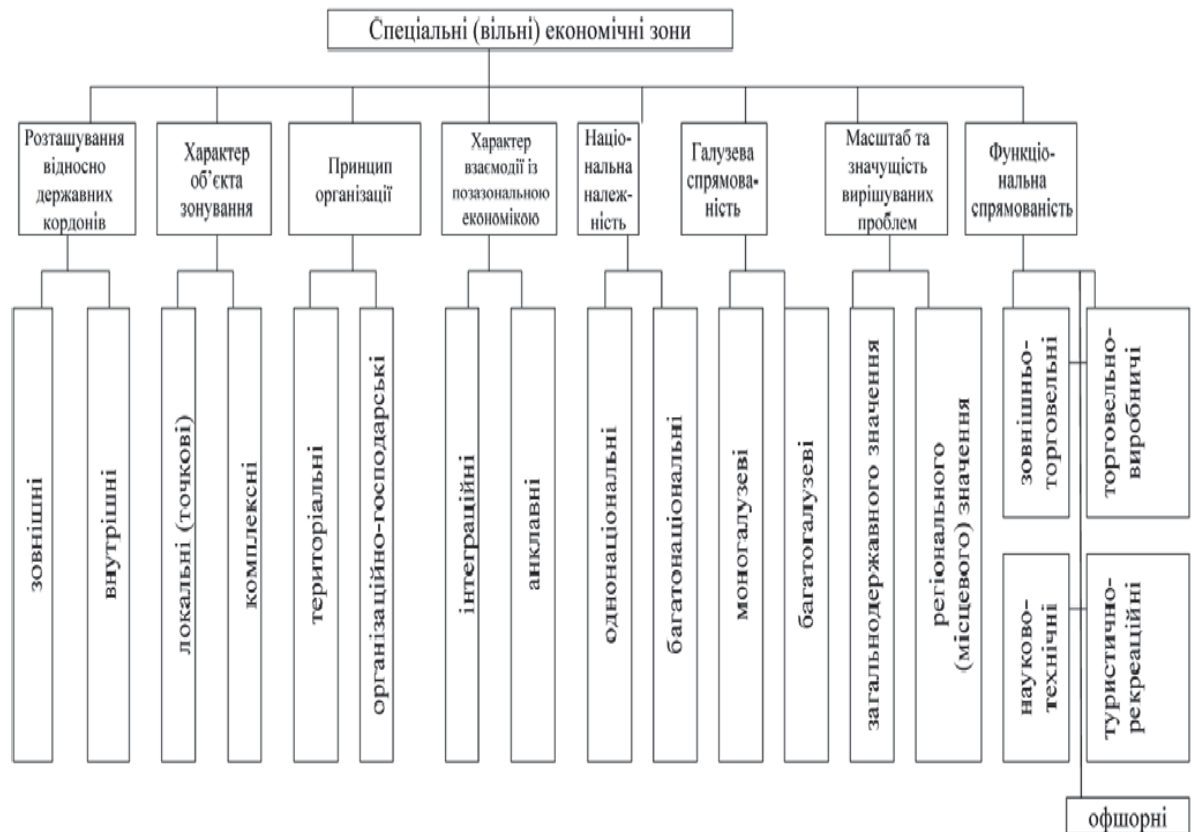 Спеціальні (вільні) економічні зони
Розташування
відносно
державних
кордонів
Характер
об’єкта
зонування
Принцип
організації
Характер
взаємодії із
позазональною
економікою
Націо-
нальна
належ-
ність
Галузева
спрямова-
ність
Масштаб та
значущість
вирішуваних
проблем
Функціо-
нальна
спрямованість
зовнішні
внутрішні
локальні (точкові)
комплексні
територіальні
організаційно-господарські
інтеграційні
анклавні
однонаціональні
багатонаціональні
моногалузеві
багатогалузеві
загальнодержавного значення
регіонального
(місцевого) значення
зовнішньо-
торговельні
торговельно-
виробничі
науково-
технічні
туристично-
рекреаційні
офшорні